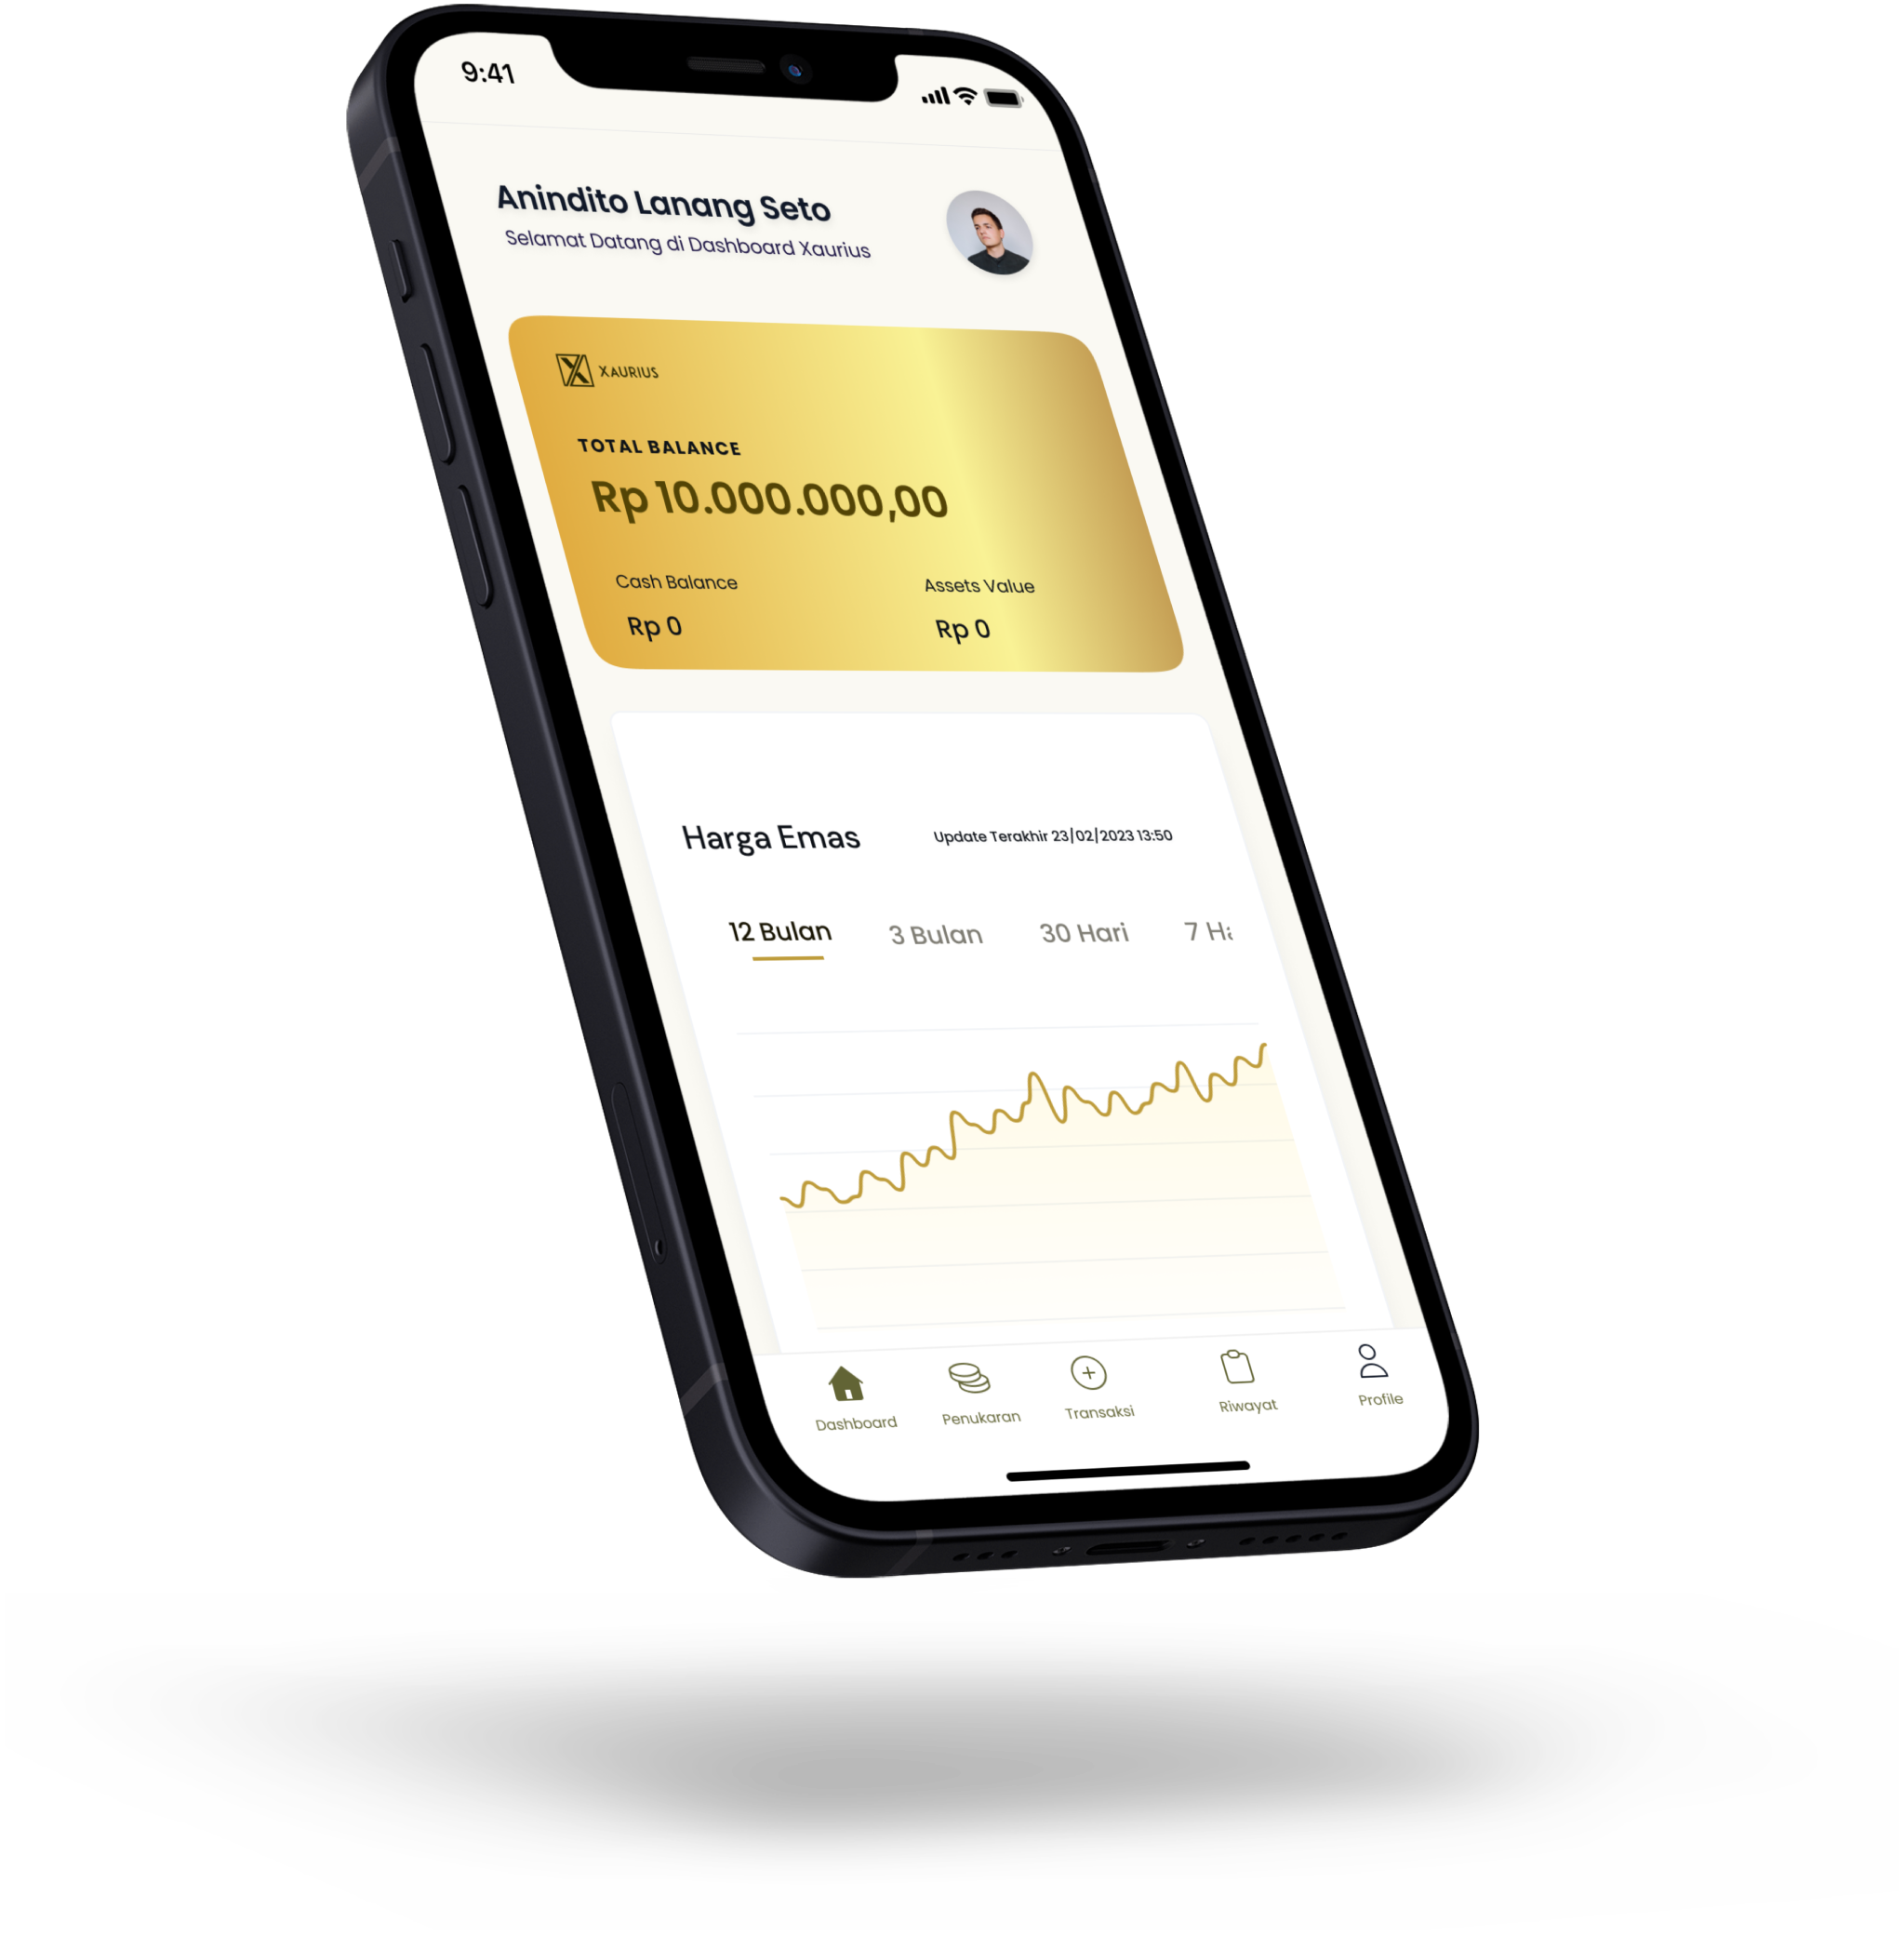 9:41
Anindito Lanang Seto
Selamat Datang di Dashboard Xaurius
XAURIUS
TOTAL BALANCE
Rp 10.000.000,00
Cash Balance Assets Value
Rp 0 Rp 0
Harga Emas Update Terakhir 23/02/2023 13:50
12 Bulan 3 Bulan 30 Hari 7
Dashboard Penukaran Transaksi Riwayat Profile